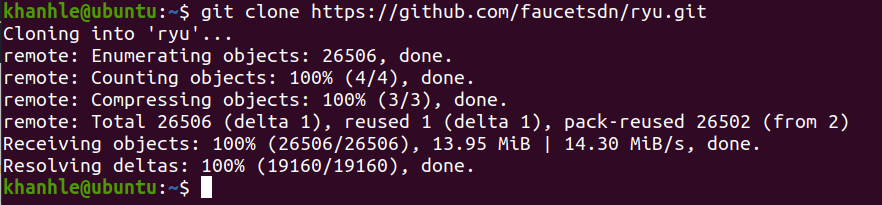 khanhle@ubuntu:~$ git clone https://github.com/faucetsdn/ryu.git
Cloning into 'ryu'...
remote: Enumerating objects: 26506, done.
remote: Counting objects: 100% (4/4), done.
remote: Compressing objects: 100% (3/3), done.
remote: Total 26506 (delta 1), reused 1 (delta 1), pack-reused 26502 (from 2)
Receiving objects: 100% (26506/26506), 13.95 MiB | 14.30 MiB/s, done.
Resolving deltas: 100% (19160/19160), done.
khanhle@ubuntu:~$